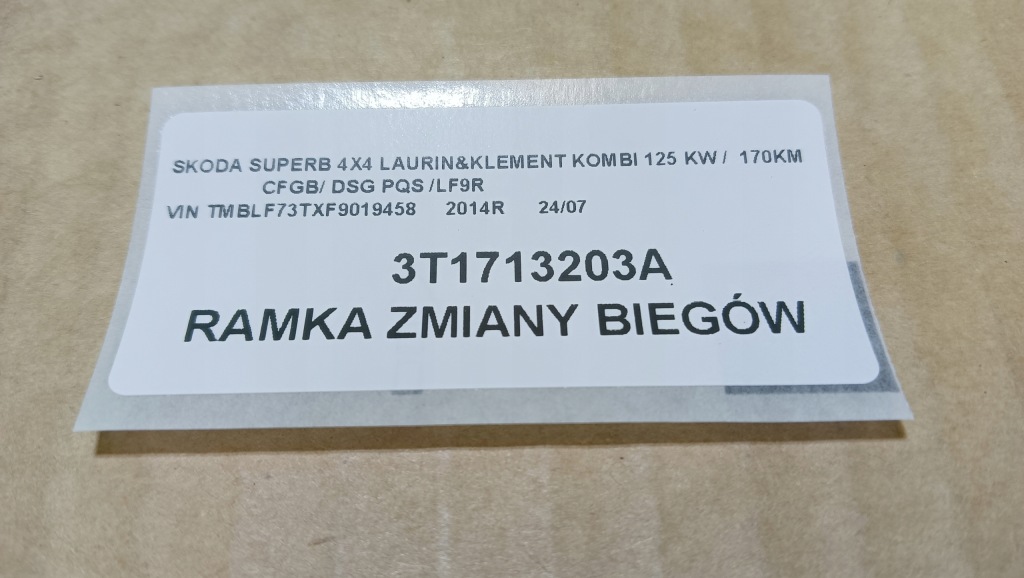 SKODA SUPERB 4X4 LAURIN&KLEMENT KOMBI 125 KW / 170KM
CFGB/ DSG PQS /LF9R
VIN TMBLF73TXF9019458 2014R 24/07
3T1713203A
RAMKA ZMIANY BIEGÓW